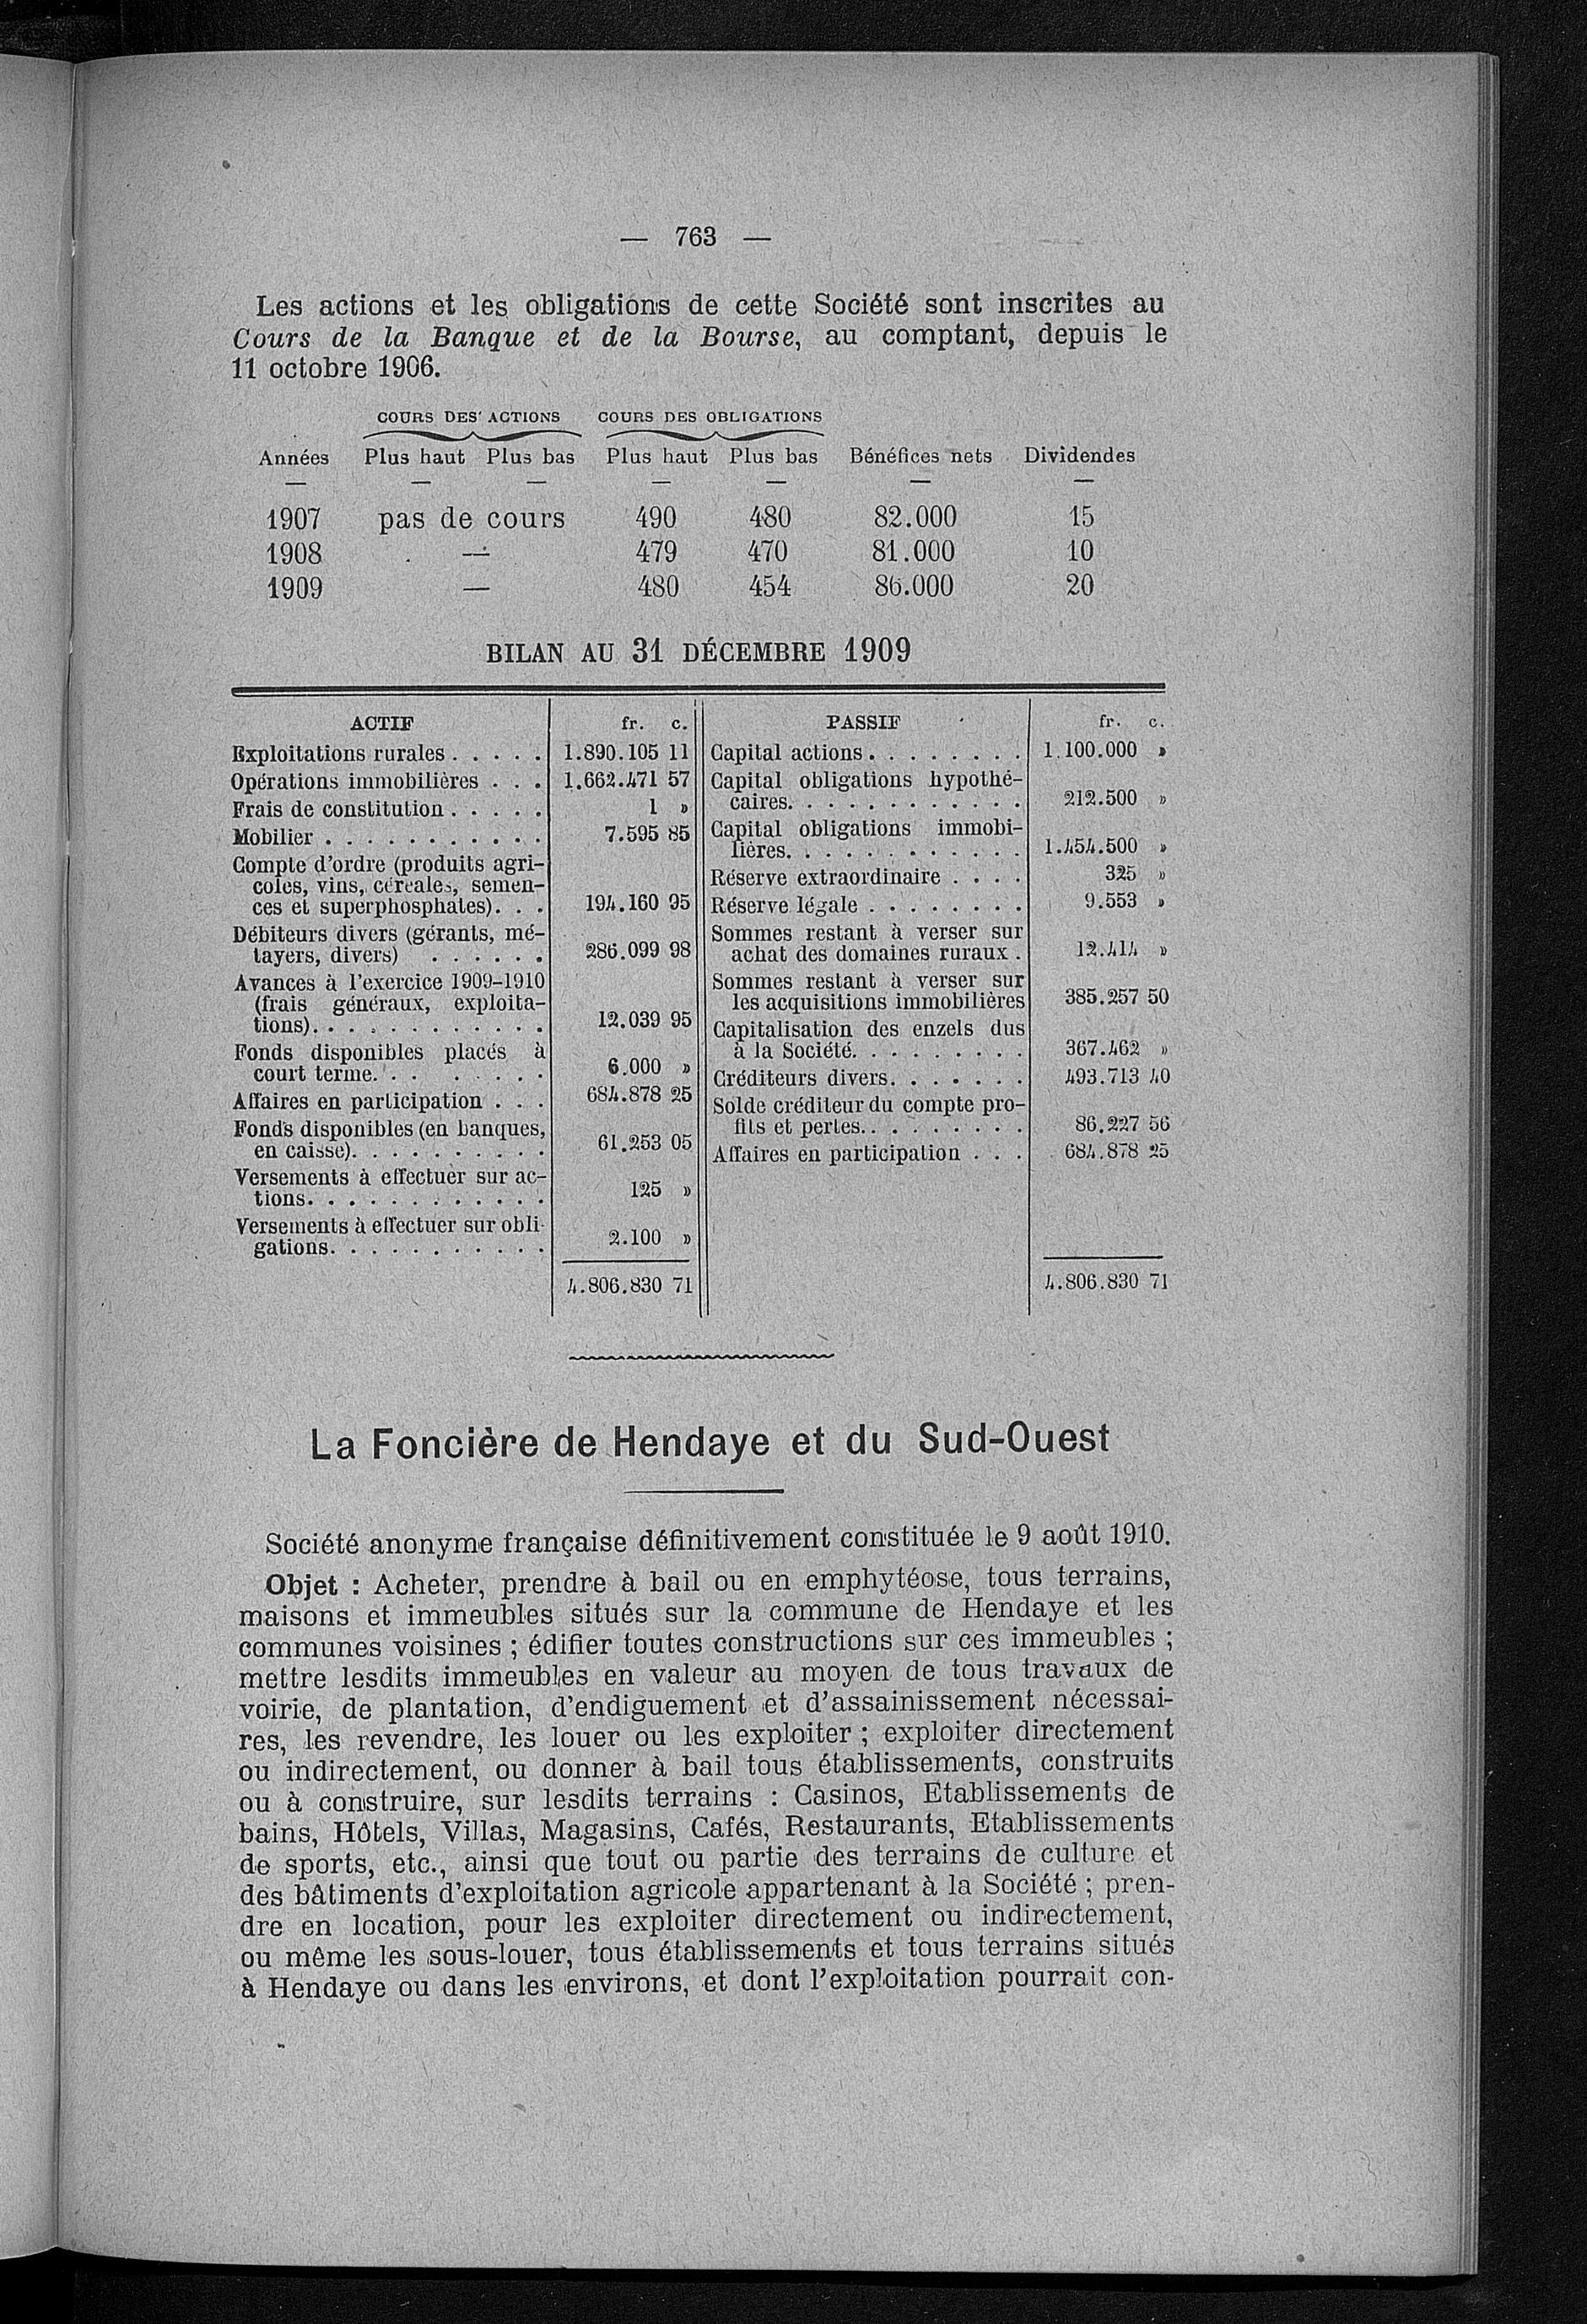 — 763 —
Les actions et les obligations de cette Société sont inscrites au
Cours de la Banque et de la Bourse, au comptant, depuis le
11 octobre 1906.
COURS DES ACTIONS COURS DES OBLIGATIONS
Années Plus haut Plus bas Plus haut Plus bas Bénéfices nets Dividendes
— — — — — — —
1907 pas de cours 490 480 82.000 15
1908 — 479 470 81.000 10
1909 — 480 454 86.000 20
BILAN AU 31 DÉCEMBRE 1909
ACTIF fr. c.
Exploitations rurales . . . . . 1.890.105 11
Opérations immobilières . . . 1.662.471 57
Frais de constitution . . . . . 1 »
Mobilier . . . . . . . . . . . 7.595 85
Compte d'ordre (produits agri-
coles, vins, céréales, semen-
ces et superphosphates). . . 194.160 95
Débiteurs divers (gérants, mé-
tayers, divers) . . . . . . 286.099 98
Avances à l'exercice 1909-1910
(frais généraux, exploita-
tions). . . . . . . . . . . . 12.039 95
Fonds disponibles placés à
court terme. . . . . . . . 6.000 »
Affaires en participation . . . 684.878 25
Fonds disponibles (en banques,
en caisse). . . . . . . . . . 61.253 05
Versements à effectuer sur ac-
tions. . . . . . . . . . . . 125 »
Versements à effectuer sur obli-
gations. . . . . . . . . . . 2.100 »
4.806.830 71
PASSIF fr. c.
Capital actions. . . . . . . . 1.100.000 »
Capital obligations hypothé-
caires. . . . . . . . . . . . 212.500 »
Capital obligations immobi-
lières. . . . . . . . . . . . 1.454.500 »
Réserve extraordinaire . . . . 325 »
Réserve légale . . . . . . . . 9.553 »
Sommes restant à verser sur
achat des domaines ruraux . 12.414 »
Sommes restant à verser sur
les acquisitions immobilières 385.257 50
Capitalisation des enzels dus
à la Société. . . . . . . . . 367.462 »
Créditeurs divers. . . . . . . 493.713 40
Solde créditeur du compte pro-
fits et pertes. . . . . . . . . 86.227 56
Affaires en participation . . . 684.878 25
4.806.830 71
La Foncière de Hendaye et du Sud-Ouest
Société anonyme française définitivement constituée le 9 août 1910.
Objet : Acheter, prendre à bail ou en emphytéose, tous terrains,
maisons et immeubles situés sur la commune de Hendaye et les
communes voisines ; édifier toutes constructions sur ces immeubles ;
mettre lesdits immeubles en valeur au moyen de tous travaux de
voirie, de plantation, d'endiguement et d'assainissement nécessai-
res, les revendre, les louer ou les exploiter ; exploiter directement
ou indirectement, ou donner à bail tous établissements, construits
ou à construire, sur lesdits terrains : Casinos, Etablissements de
bains, Hôtels, Villas, Magasins, Cafés, Restaurants, Etablissements
de sports, etc., ainsi que tout ou partie des terrains de culture et
des bâtiments d'exploitation agricole appartenant à la Société ; pren-
dre en location, pour les exploiter directement ou indirectement,
ou même les sous-louer, tous établissements et tous terrains situés
à Hendaye ou dans les environs, et dont l'exploitation pourrait con-